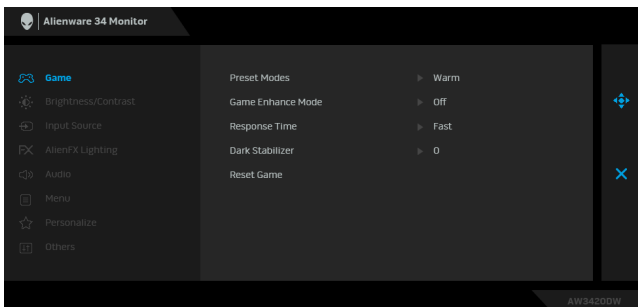 Alienware 34 Monitor
Game
Brightness/Contrast
Input Source
FX AlienFX Lighting
Audio
Menu
Personalize
Others
Preset Modes Warm
Game Enhance Mode Off
Response Time Fast
Dark Stabilizer 0
Reset Game
AW3420DW